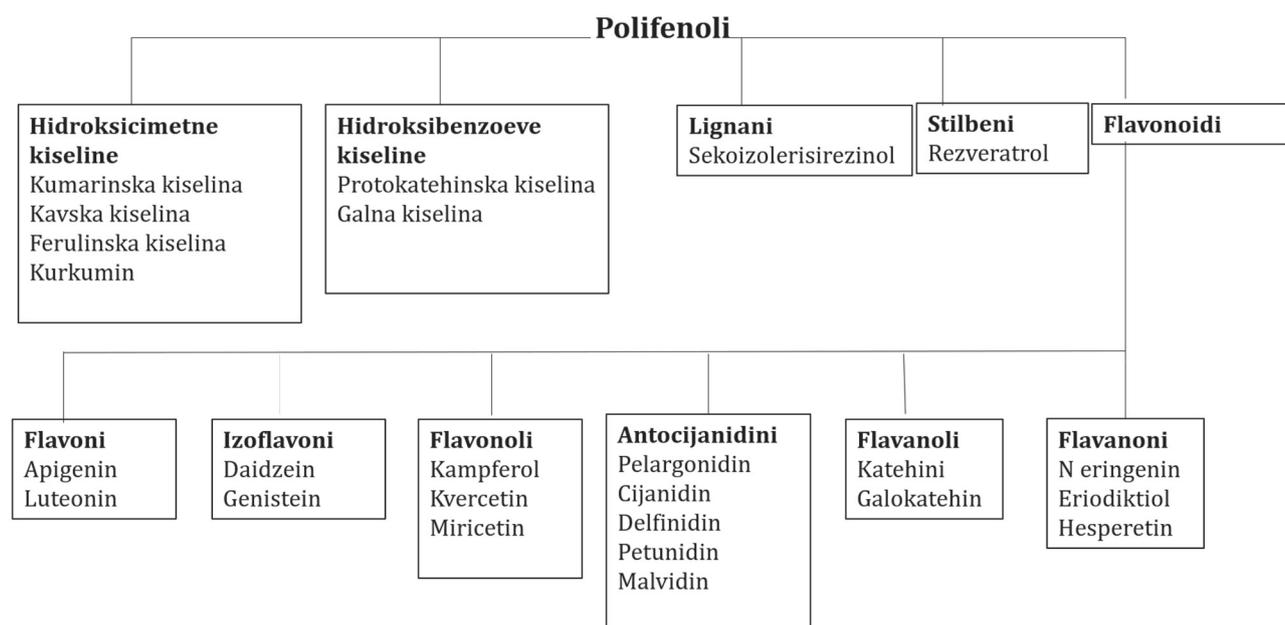 Polifenoli
Hidroksicimetne
kiseline
Kumarinska kiselina
Kavska kiselina
Ferulinska kiselina
Kurkumin
Hidroksibenzoeve
kiseline
Protokatehinska kiselina
Galna kiselina
Lignani
Sekoizolerisirezinol
Stilbeni
Rezveratrol
Flavonoidi
Flavoni
Apigenin
Luteonin
Izoflavoni
Daidzein
Genistein
Flavonoli
Kampferol
Kvercetin
Miricetin
Antocijanidini
Pelargonidin
Cijanidin
Delfinidin
Petunidin
Malvidin
Flavanoli
Katehini
Galokatehin
Flavanoni
N eringenin
Eriodiktiol
Hesperetin